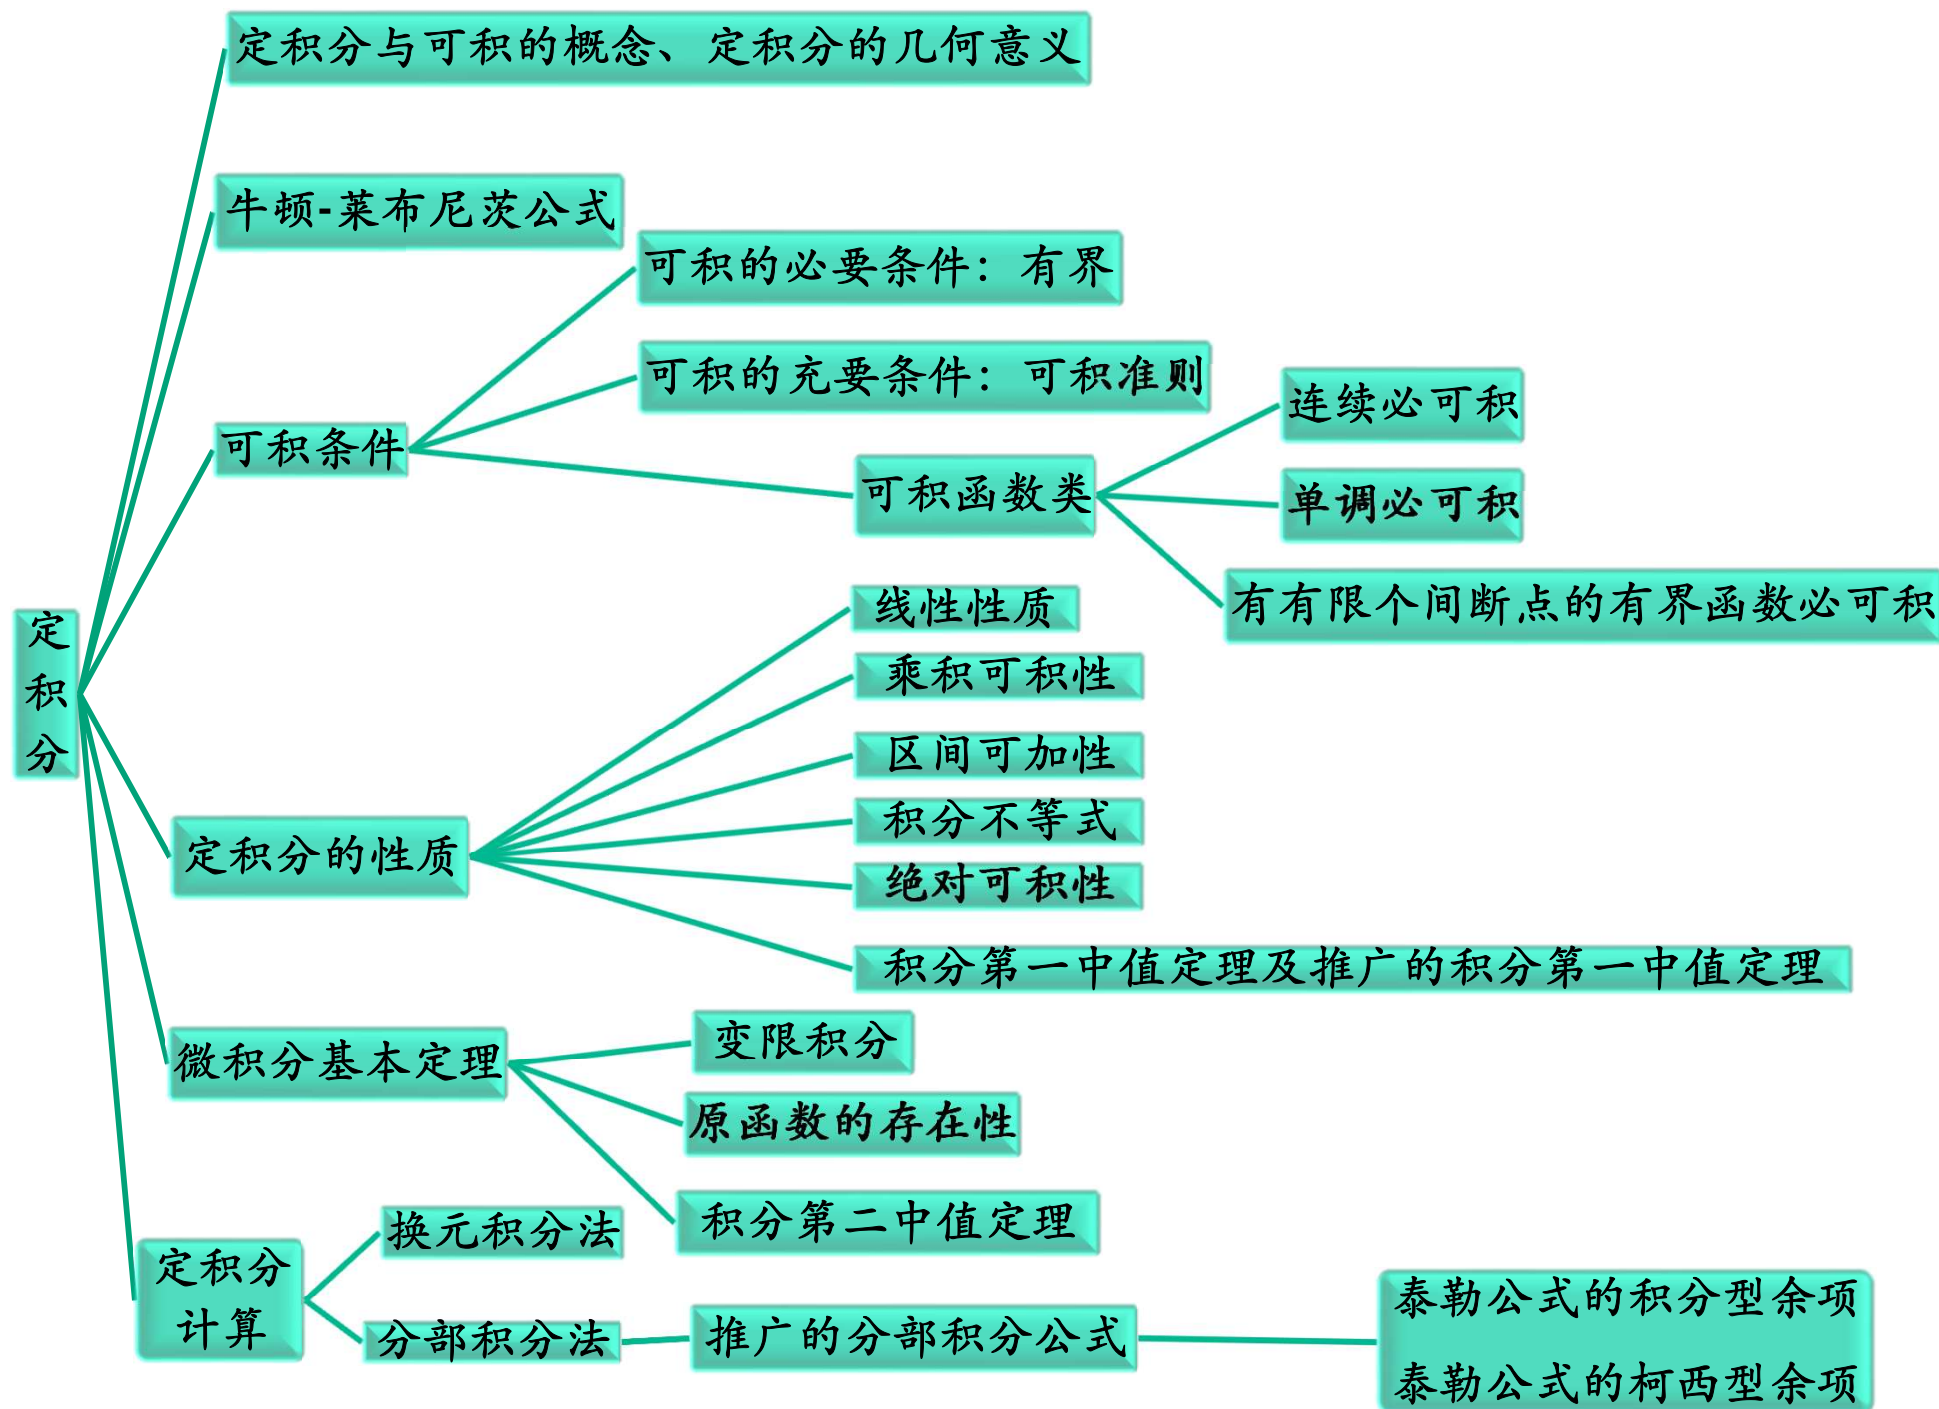 定积分与可积的概念、定积分的几何意义
牛顿-莱布尼茨公式
可积的必要条件：有界
可积的充要条件：可积准则
连续必可积
可积条件
可积函数类
单调必可积
有有限个间断点的有界函数必可积
线性性质
定
积
分
乘积可积性
区间可加性
积分不等式
定积分的性质
绝对可积性
积分第一中值定理及推广的积分第一中值定理
变限积分
微积分基本定理
原函数的存在性
积分第二中值定理
换元积分法
定积分
计算
分部积分法
推广的分部积分公式
泰勒公式的积分型余项
泰勒公式的柯西型余项